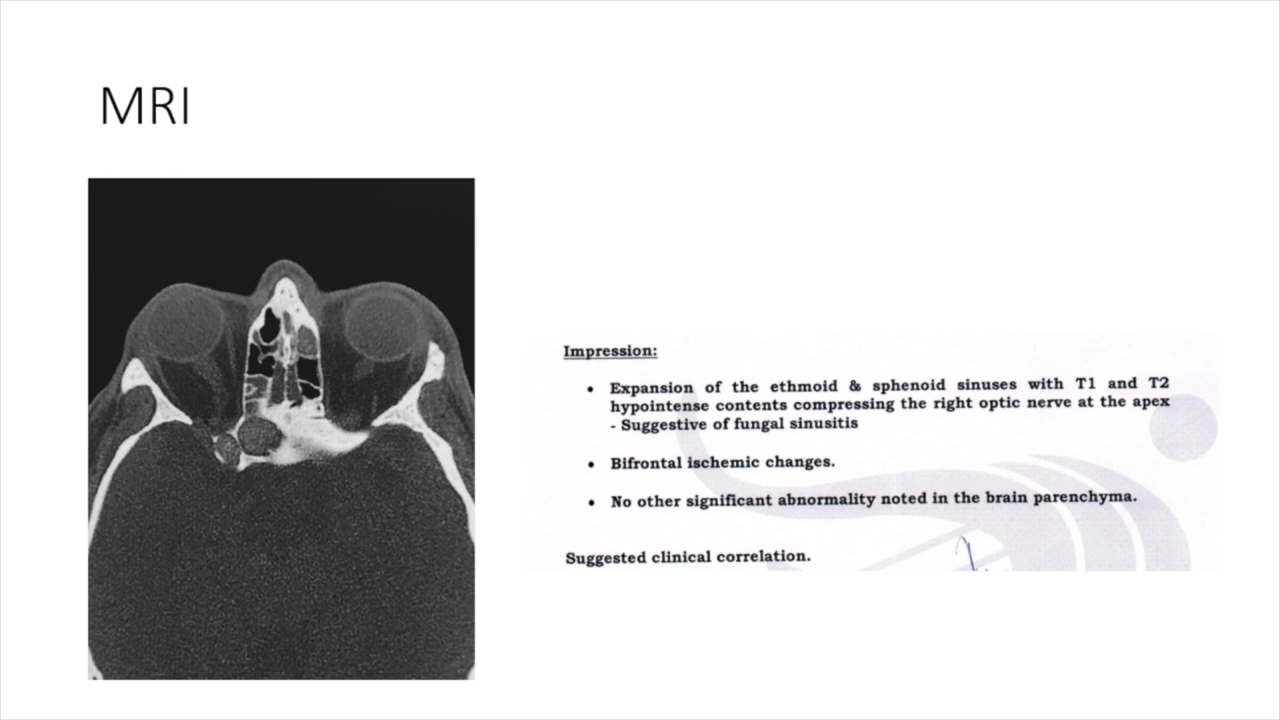 MRI
Impression:
• Expansion of the ethmoid & sphenoid sinuses with T1 and T2
hypointense contents compressing the right optic nerve at the apex
- Suggestive of fungal sinusitis
• Bifrontal ischemic changes.
• No other significant abnormality noted in the brain parenchyma.
Suggested clinical correlation.